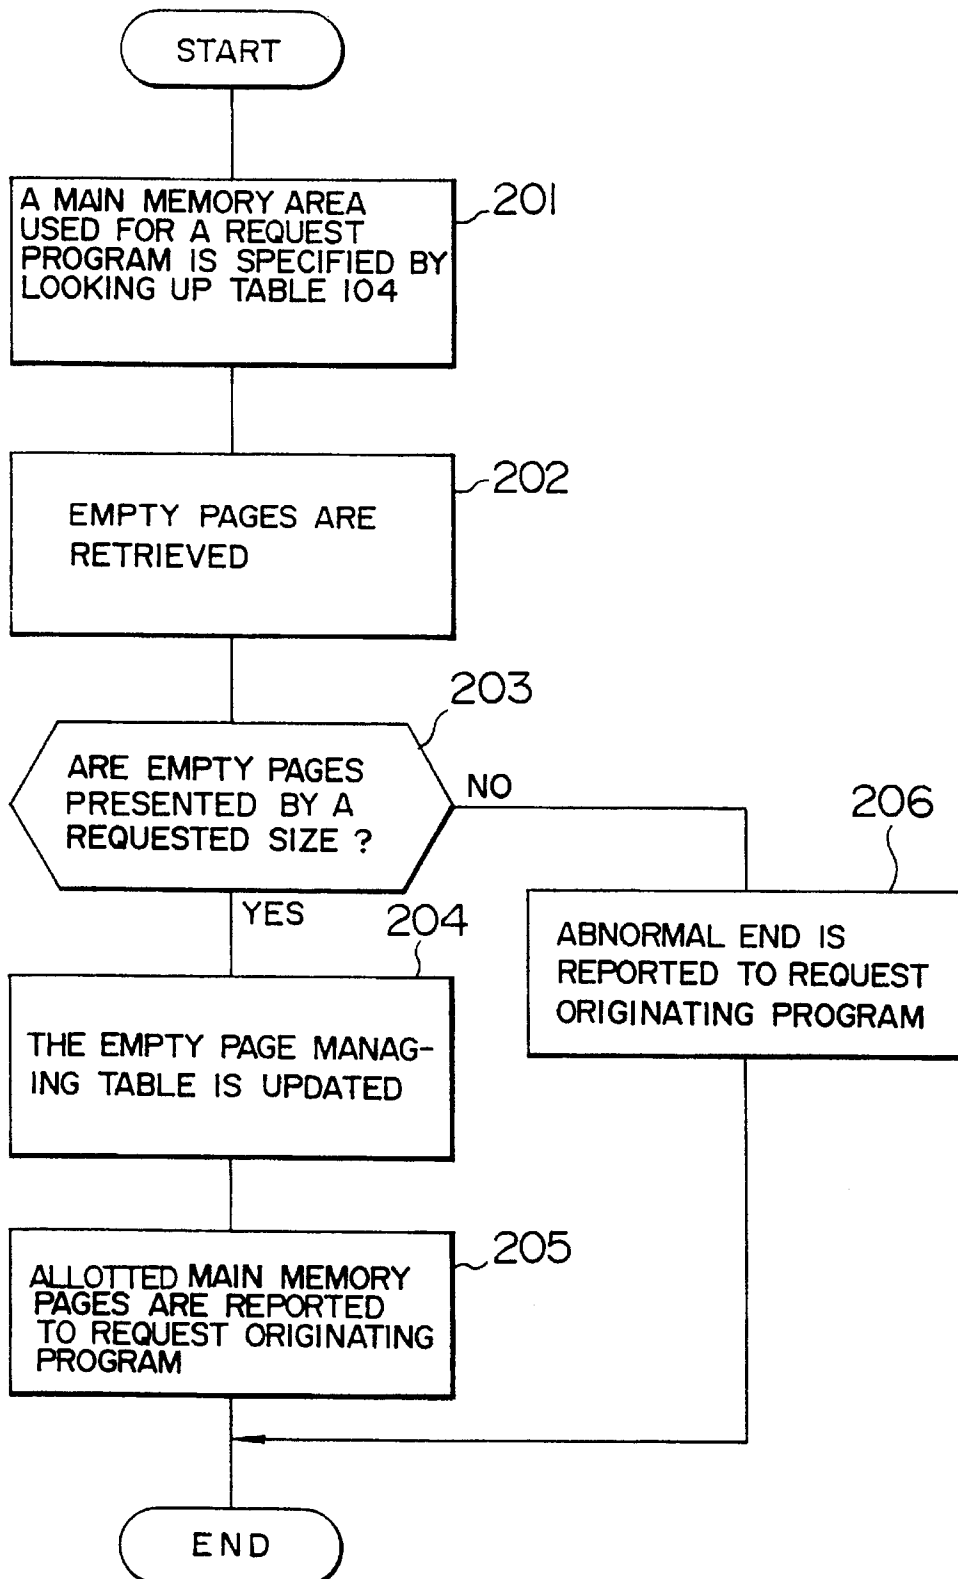 START
A MAIN MEMORY AREA
USED FOR A REQUEST
PROGRAM IS SPECIFIED BY
LOOKING UP TABLE 104
201
EMPTY PAGES ARE
RETRIEVED
202
203
ARE EMPTY PAGES
PRESENTED BY A
REQUESTED SIZE ?
NO
YES
204
206
THE EMPTY PAGE MANAG-
ING TABLE IS UPDATED
ABNORMAL END IS
REPORTED TO REQUEST
ORIGINATING PROGRAM
205
ALLOTTED MAIN MEMORY
PAGES ARE REPORTED
TO REQUEST ORIGINATING
PROGRAM
END